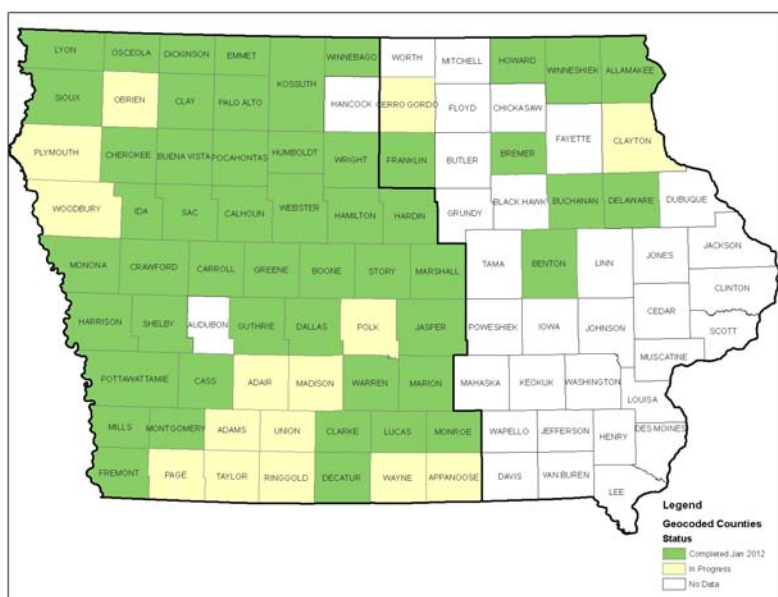 LYON OSCEOLA DICKINSON EMMET WINNEBAGO WORTH MITCHELL HOWARD WINNESHIEK ALLAMAKEE
KOSSUTH
SIOUX OBRIEN CLAY PALO ALTO HANCOCK CERRO GORDO FLOYD CHICKASAW
FAYETTE CLAYTON
PLYMOUTH CHEROKEE BUENA VISTA POCAHONTAS HUMBOLDT WRIGHT FRANKLIN BUTLER BREMER
WOODBURY IDA SAC CALHOUN WEBSTER HAMILTON HARDIN GRUNDY BLACK HAWK BUCHANAN DELAWARE DUBUQUE
MONONA CRAWFORD CARROLL GREENE BOONE STORY MARSHALL TAMA BENTON LINN JONES JACKSON
CLINTON
HARRISON SHELBY AUDUBON GUTHRIE DALLAS POLK JASPER POWESHIEK IOWA JOHNSON CEDAR SCOTT
MUSCATINE
POTTAWATTAMIE CASS ADAIR MADISON WARREN MARION MAHASKA KEOKUK WASHINGTON
LOUISA
MILLS MONTGOMERY ADAMS UNION CLARKE LUCAS MONROE WAPELLO JEFFERSON HENRY DES MOINES
FREMONT PAGE TAYLOR RINGGOLD DECATUR WAYNE APPANOOSE DAVIS VAN BUREN LEE
Legend
Geocoded Counties
Status
Completed Jan 2012
In Progress
No Data